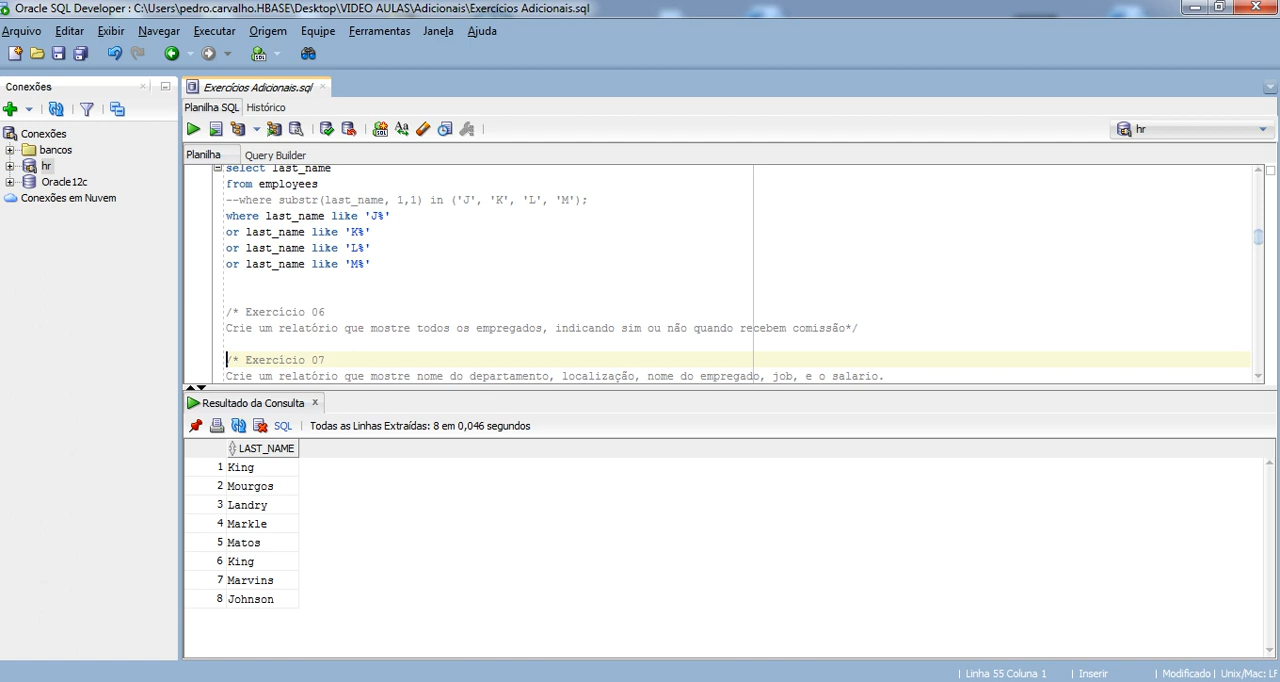 Oracle SQL Developer : C:\Users\pedro.carvalho.HBASE\Desktop\VIDEO AULAS\Adicionais\Exercícios Adicionais.sql
Arquivo Editar Exibir Navegar Executar Origem Equipe Ferramentas Janela Ajuda
Conexões
Exercícios Adicionais.sql
Planilha SQL Histórico
hr
Planilha Query Builder
Conexões
bancos
hr
Oracle12c
Conexões em Nuvem
select last_name
from employees
--where substr(last_name, 1,1) in ('J', 'K', 'L', 'M');
where last_name like 'J%'
or last_name like 'K%'
or last_name like 'L%'
or last_name like 'M%'
/* Exercício 06
Crie um relatório que mostre todos os empregados, indicando sim ou não quando recebem comissão*/
/* Exercício 07
Crie um relatório que mostre nome do departamento, localização, nome do empregado, job, e o salario.
Resultado da Consulta
SQL | Todas as Linhas Extraídas: 8 em 0,046 segundos
LAST_NAME
1 King
2 Mourgos
3 Landry
4 Markle
5 Matos
6 King
7 Marvins
8 Johnson
| Linha 55 Coluna 1 | Inserir | Modificado | Unix/Mac: LF